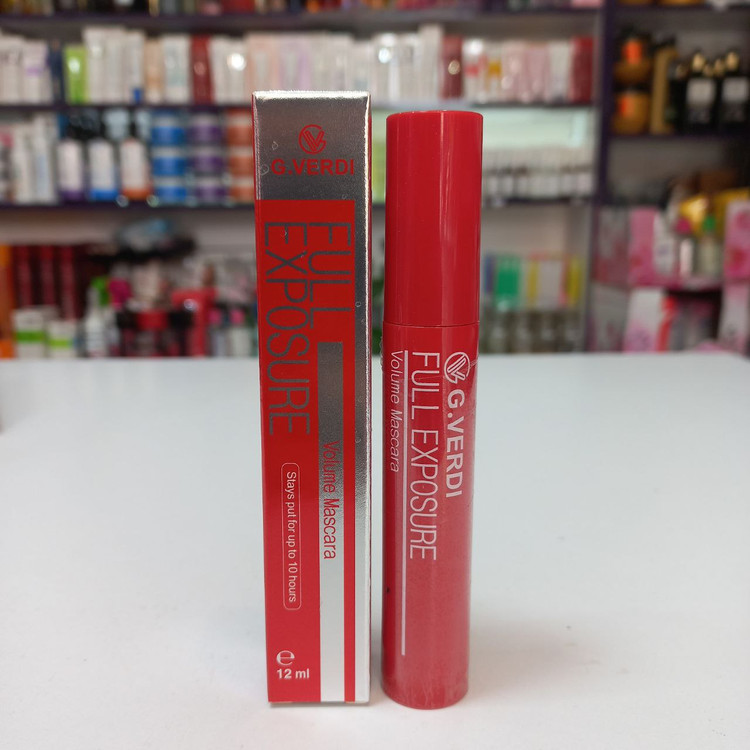 G.VERDI
FULL
EXPOSURE
Volume Mascara
Stays put for up to 10 hours
12 ml
G.VERDI
FULL EXPOSURE
Volume Mascara